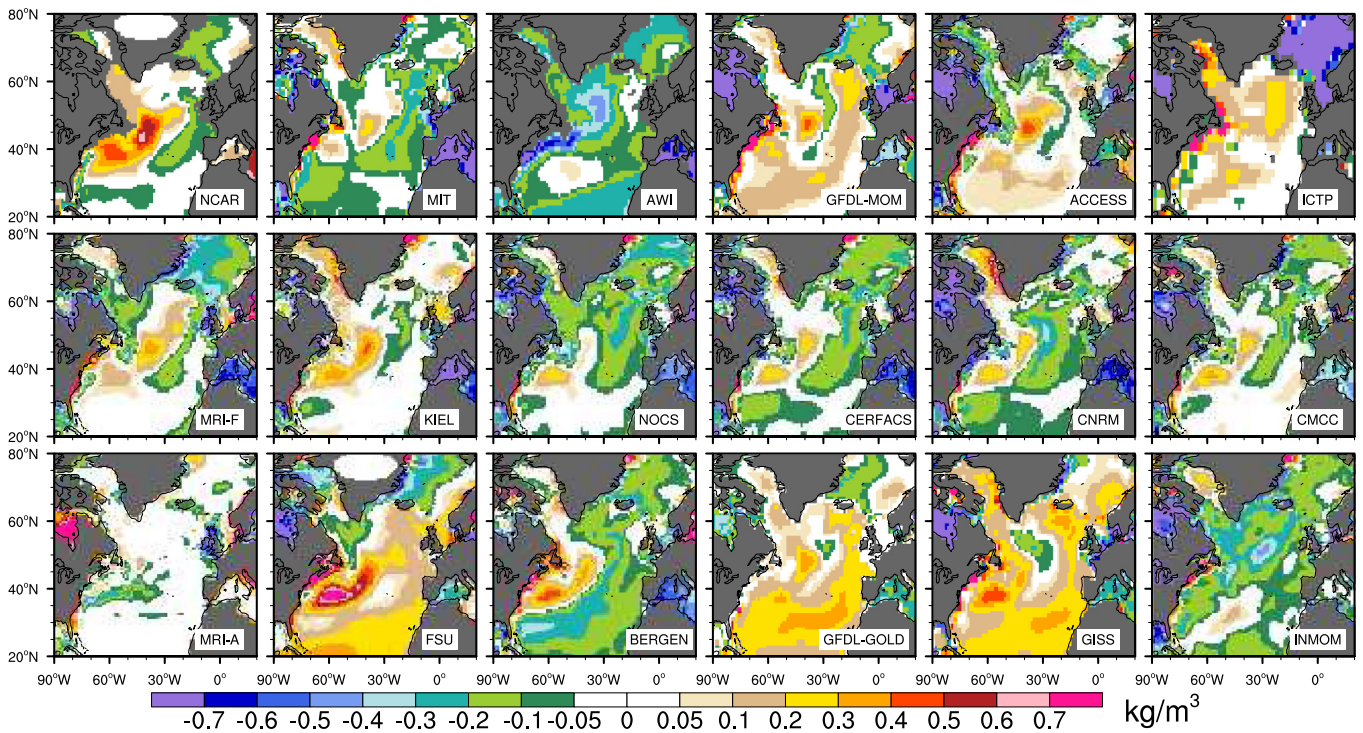 80°N
60°N
40°N
20°N
NCAR
MIT
AWI
GFDL-MOM
ACCESS
ICTP
80°N
60°N
40°N
20°N
MRI-F
KIEL
NOCS
CERFACS
CNRM
CMCC
80°N
60°N
40°N
20°N
MRI-A
FSU
BERGEN
GFDL-GOLD
GISS
INMOM
90°W 60°W 30°W 0° 90°W 60°W 30°W 0° 90°W 60°W 30°W 0° 90°W 60°W 30°W 0° 90°W 60°W 30°W 0° 90°W 60°W 30°W 0°
-0.7 -0.6 -0.5 -0.4 -0.3 -0.2 -0.1 -0.05 0 0.05 0.1 0.2 0.3 0.4 0.5 0.6 0.7 kg/m³